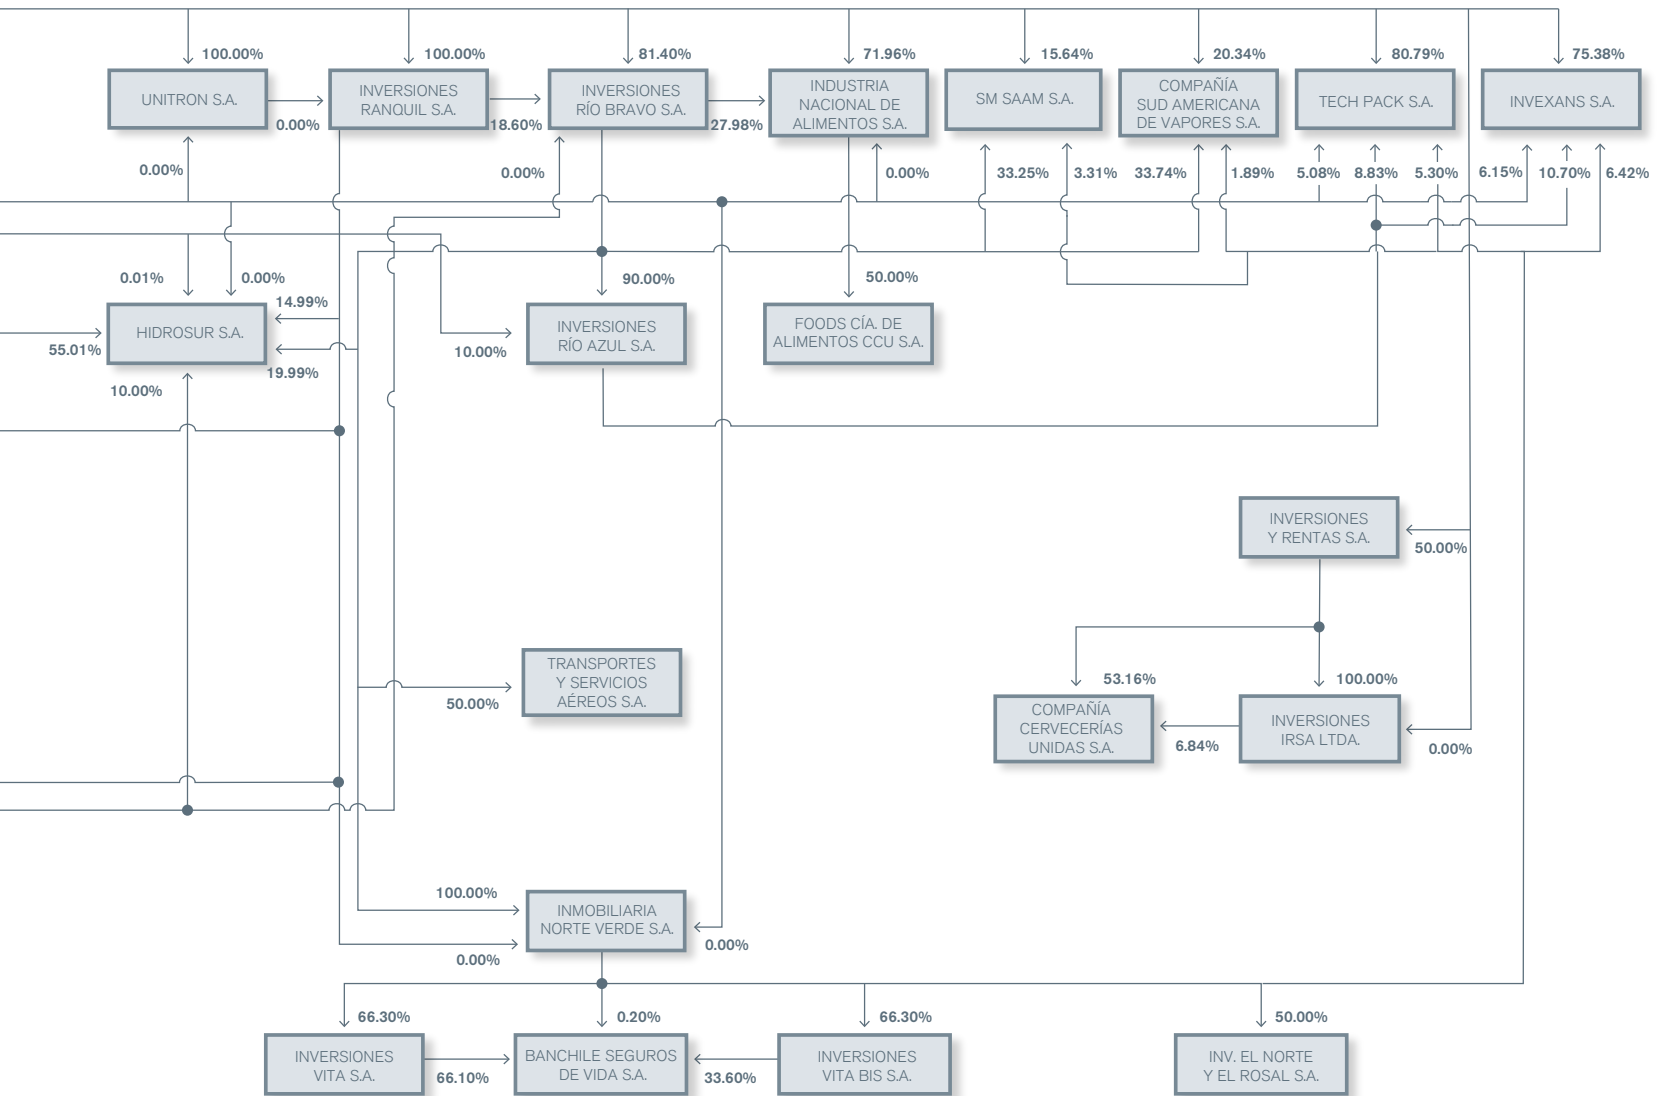 100.00%
100.00%
81.40%
71.96%
15.64%
20.34%
80.79%
75.38%
UNITRON S.A.
INVERSIONES
RANQUIL S.A.
INVERSIONES
RÍO BRAVO S.A.
INDUSTRIA
NACIONAL DE
ALIMENTOS S.A.
SM SAAM S.A.
COMPAÑÍA
SUD AMERICANA
DE VAPORES S.A.
TECH PACK S.A.
INVEXANS S.A.
0.00%
18.60%
27.98%
0.00%
0.00%
0.00%
33.25%
3.31%
33.74%
1.89%
5.08%
8.83%
5.30%
6.15%
10.70%
6.42%
0.01%
0.00%
14.99%
90.00%
50.00%
HIDROSUR S.A.
INVERSIONES
RÍO AZUL S.A.
FOODS CÍA. DE
ALIMENTOS CCU S.A.
55.01%
19.99%
10.00%
10.00%
INVERSIONES
Y RENTAS S.A.
50.00%
TRANSPORTES
Y SERVICIOS
AÉREOS S.A.
50.00%
53.16%
100.00%
COMPAÑÍA
CERVECERÍAS
UNIDAS S.A.
6.84%
INVERSIONES
IRSA LTDA.
0.00%
100.00%
INMOBILIARIA
NORTE VERDE S.A.
0.00%
0.00%
66.30%
0.20%
66.30%
50.00%
INVERSIONES
VITA S.A.
66.10%
BANCHILE SEGUROS
DE VIDA S.A.
33.60%
INVERSIONES
VITA BIS S.A.
INV. EL NORTE
Y EL ROSAL S.A.